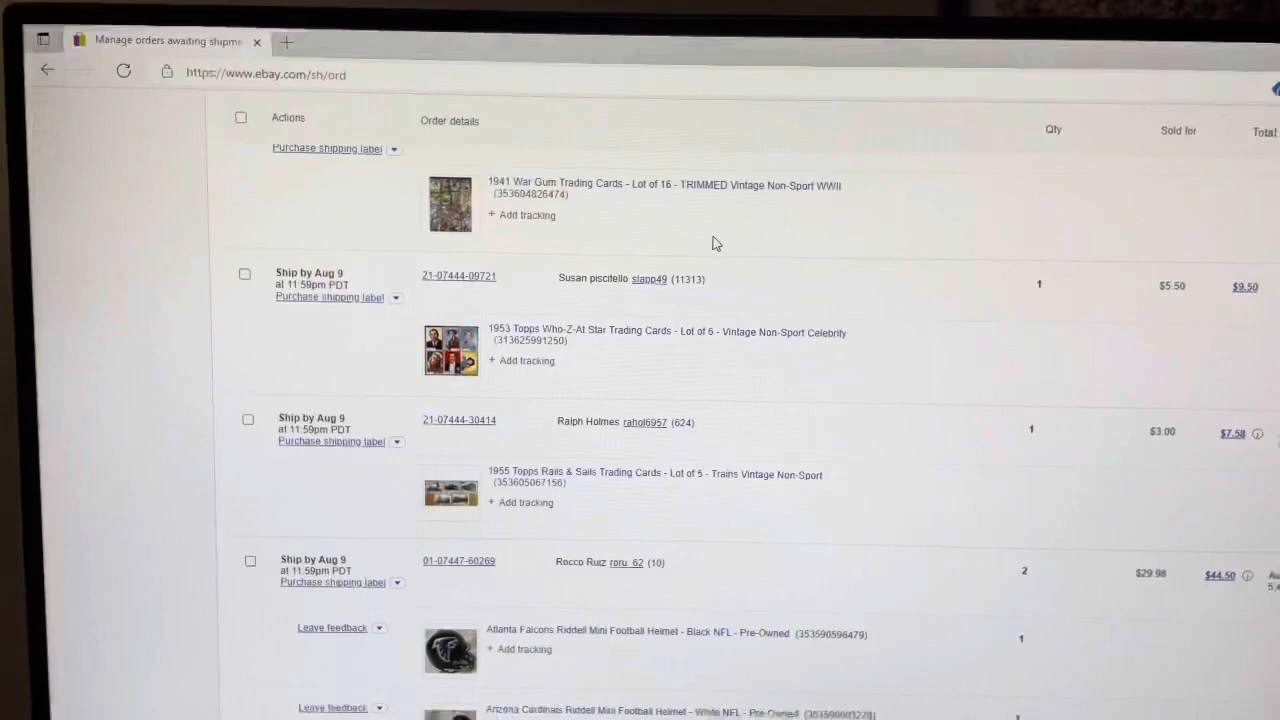 Manage orders awaiting shipme
https://www.ebay.com/sh/ord
Actions Order details Qty Sold for Total
Purchase shipping label
1941 War Gum Trading Cards - Lot of 16 - TRIMMED Vintage Non-Sport WWII
(353604826474)
+ Add tracking
Ship by Aug 9 21-07444-09721 Susan piscitello slapp49 (11313) 1 $5.50 $9.50
at 11:59pm PDT
Purchase shipping label
1953 Topps Who-Z-At Star Trading Cards - Lot of 6 - Vintage Non-Sport Celebrity
(313625991250)
+ Add tracking
Ship by Aug 9 21-07444-30414 Ralph Holmes rahol6957 (624) 1 $3.00 $7.58
at 11:59pm PDT
Purchase shipping label
1955 Topps Rails & Sails Trading Cards - Lot of 5 - Trains Vintage Non-Sport
(353605067156)
+ Add tracking
Ship by Aug 9 01-07447-60269 Rocco Ruiz roru_62 (10) 2 $29.98 $44.50
at 11:59pm PDT
Purchase shipping label
Leave feedback Atlanta Falcons Riddell Mini Football Helmet - Black NFL - Pre-Owned (353590596479) 1
+ Add tracking
Leave feedback Arizona Cardinals Riddell Mini Football Helmet - White NFL - Pre-Owned